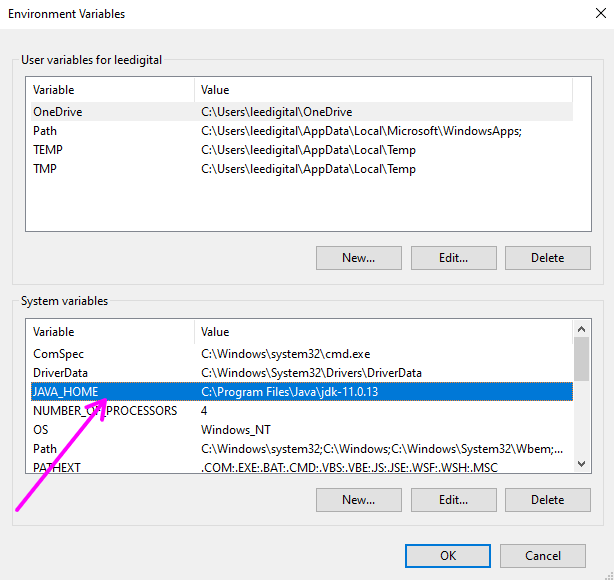 Environment Variables
User variables for leedigital
Variable Value
OneDrive C:\Users\leedigital\OneDrive
Path C:\Users\leedigital\AppData\Local\Microsoft\WindowsApps;
TEMP C:\Users\leedigital\AppData\Local\Temp
TMP C:\Users\leedigital\AppData\Local\Temp
New... Edit... Delete
System variables
Variable Value
ComSpec C:\Windows\system32\cmd.exe
DriverData C:\Windows\System32\Drivers\DriverData
JAVA_HOME C:\Program Files\Java\jdk-11.0.13
NUMBER_OF_PROCESSORS 4
OS Windows_NT
Path C:\Windows\system32;C:\Windows;C:\Windows\System32\Wbem;...
PATHEXT .COM;.EXE;.BAT;.CMD;.VBS;.VBE;.JS;.JSE;.WSF;.WSH;.MSC
New... Edit... Delete
OK Cancel